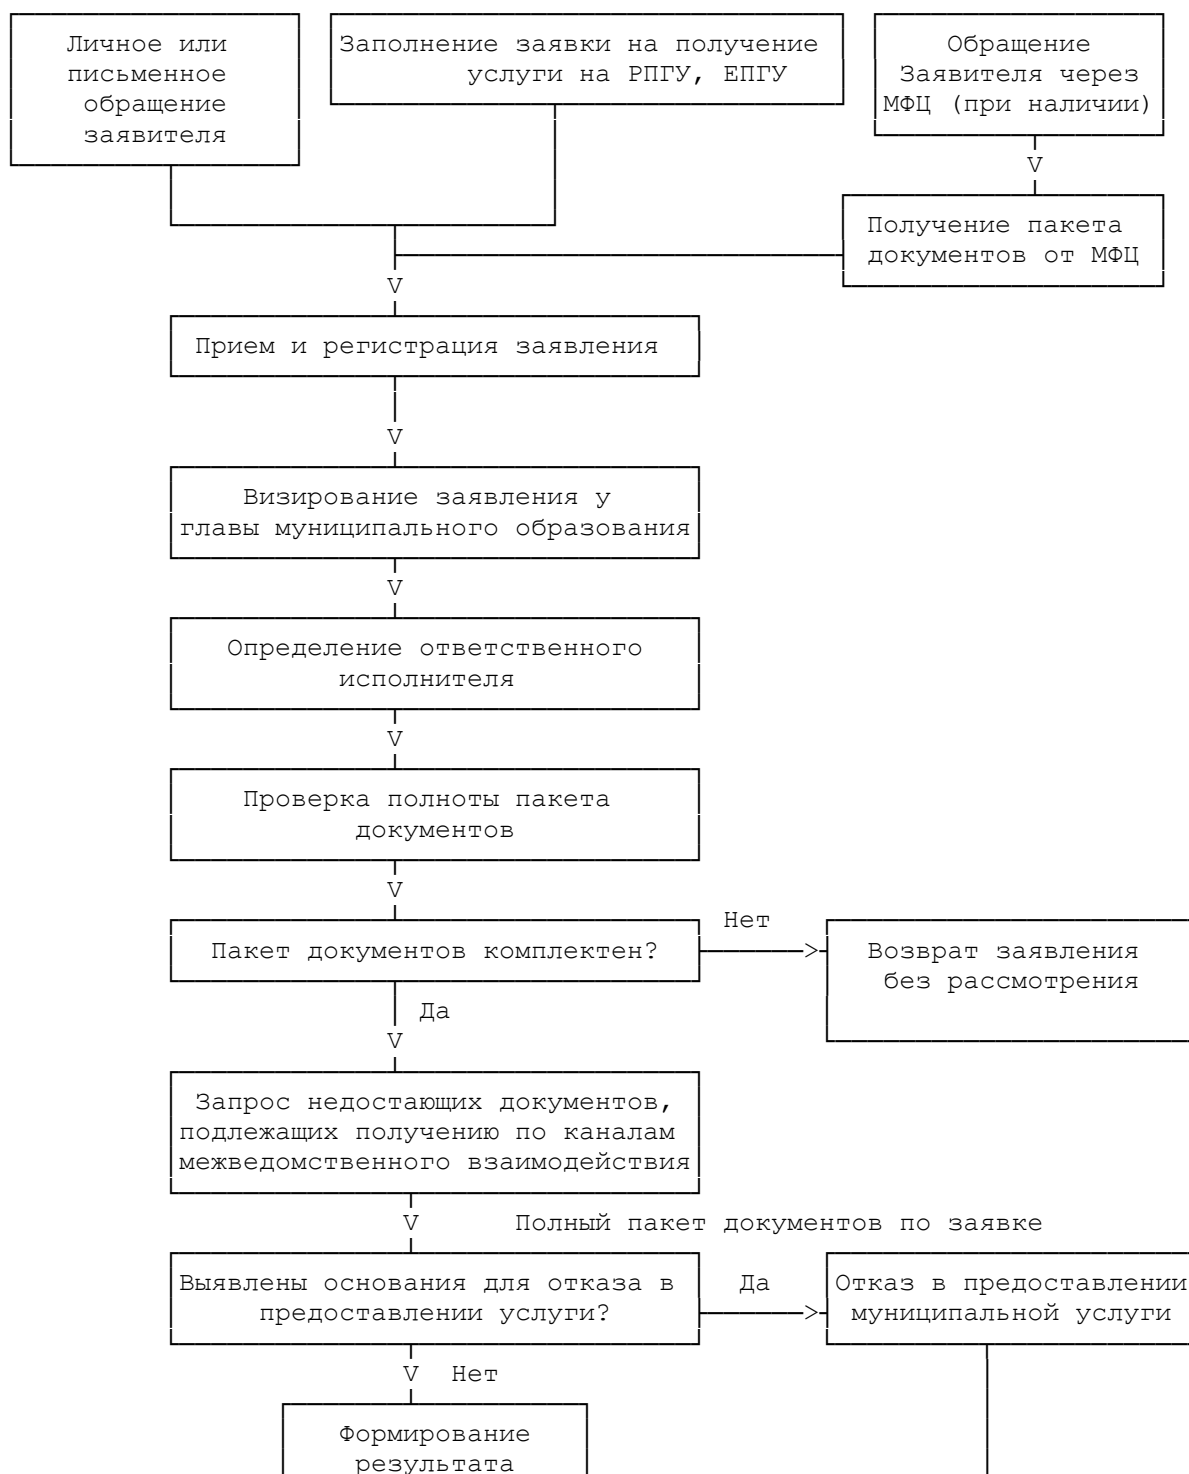 Личное или
письменное
обращение
заявителя
Заполнение заявки на получение
услуги на РПГУ, ЕПГУ
Обращение
Заявителя через
МФЦ (при наличии)
V
Получение пакета
документов от МФЦ
V
Прием и регистрация заявления
V
Визирование заявления у
главы муниципального образования
V
Определение ответственного
исполнителя
V
Проверка полноты пакета
документов
V
Пакет документов комплектен?
Нет
>
Возврат заявления
без рассмотрения
Да
V
Запрос недостающих документов,
подлежащих получению по каналам
межведомственного взаимодействия
V
Полный пакет документов по заявке
Выявлены основания для отказа в
предоставлении услуги?
Да
>
Отказ в предоставлении
муниципальной услуги
V Нет
Формирование
результата